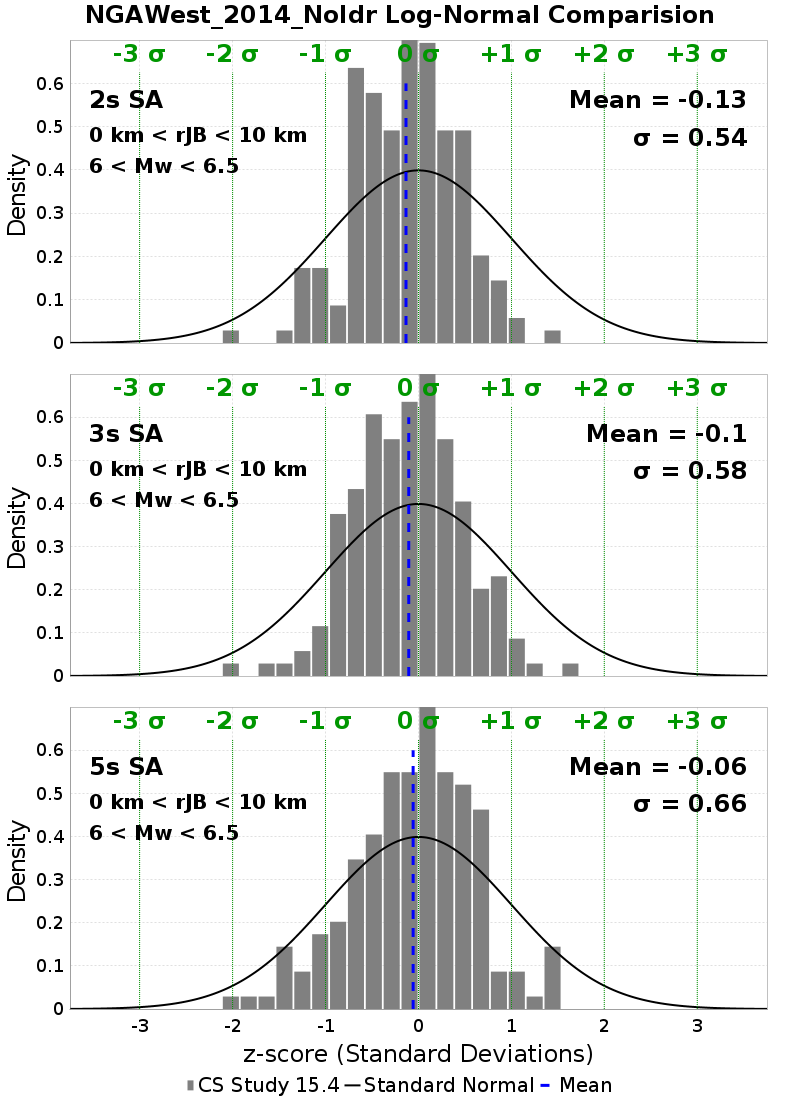 NGAWest_2014_NoIdr Log-Normal Comparision
-3 σ -2 σ -1 σ 0 σ +1 σ +2 σ +3 σ
2s SA Mean = -0.13
0 km < rJB < 10 km σ = 0.54
6 < Mw < 6.5
Density
0.6
0.5
0.4
0.3
0.2
0.1
0
-3 σ -2 σ -1 σ 0 σ +1 σ +2 σ +3 σ
3s SA Mean = -0.1
0 km < rJB < 10 km σ = 0.58
6 < Mw < 6.5
Density
0.6
0.5
0.4
0.3
0.2
0.1
0
-3 σ -2 σ -1 σ 0 σ +1 σ +2 σ +3 σ
5s SA Mean = -0.06
0 km < rJB < 10 km σ = 0.66
6 < Mw < 6.5
Density
0.6
0.5
0.4
0.3
0.2
0.1
0
-3 -2 -1 0 1 2 3
z-score (Standard Deviations)
CS Study 15.4 Standard Normal Mean